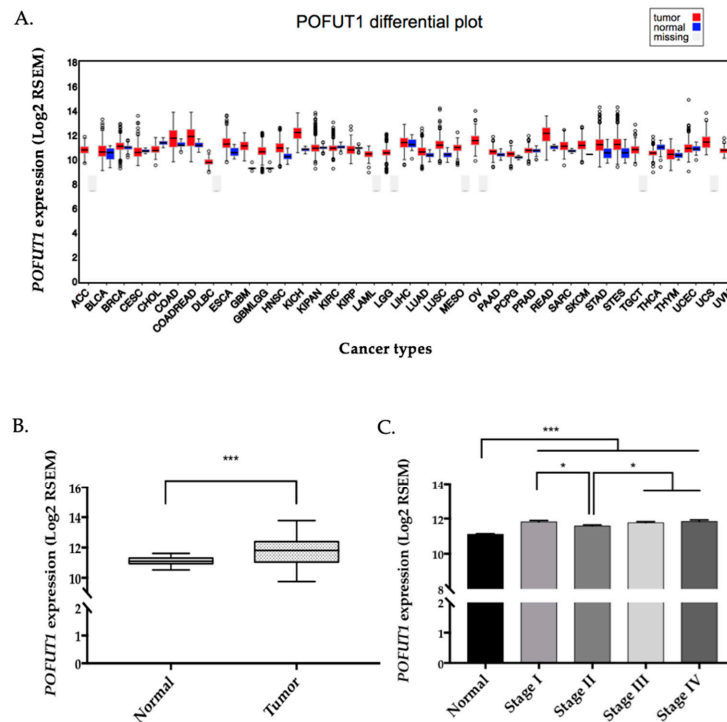 A.
POFUT1 differential plot
tumor
normal
missing
POFUT1 expression (Log2 RSEM)
18
16
14
12
10
8
6
4
2
0
ACC
BLCA
BRCA
CESC
CHOL
COAD
COADREAD
DLBC
ESCA
GBM
GBMLGG
HNSC
KICH
KIPAN
KIRC
KIRP
LAML
LGG
LIHC
LUAD
LUSC
MESO
OV
PAAD
PCPG
PRAD
READ
SARC
SKCM
STAD
STES
TGCT
THCA
THYM
UCEC
UCS
UVM
Cancer types
B.
POFUT1 expression (Log2 RSEM)
16
14
12
10
2
0
***
Normal
Tumor
C.
POFUT1 expression (Log2 RSEM)
14
12
10
8
2
1
0
***
*
*
Normal
Stage I
Stage II
Stage III
Stage IV